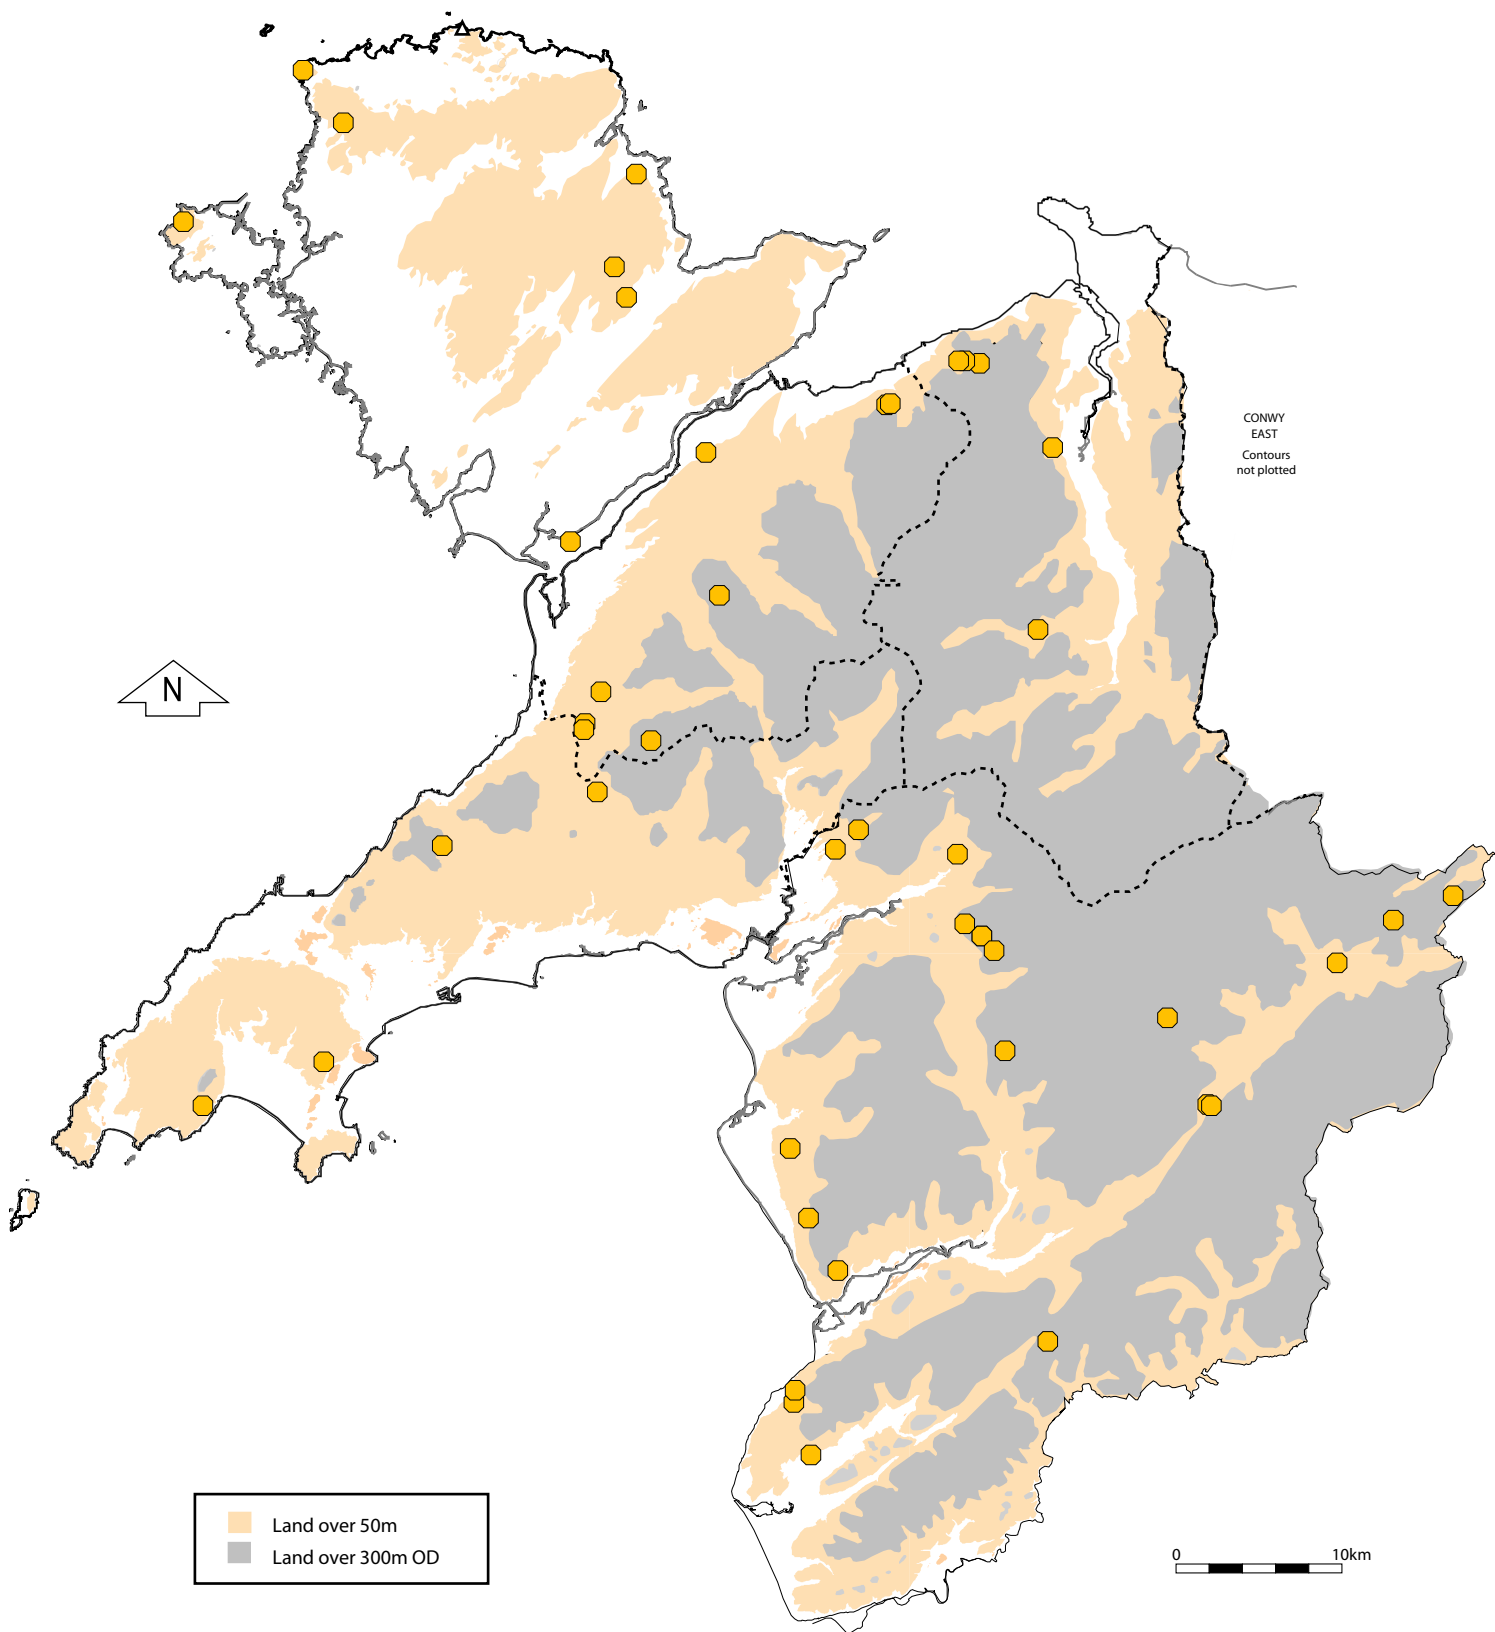 CONWY
EAST
Contours
not plotted
N
Land over 50m
Land over 300m OD
0 10km